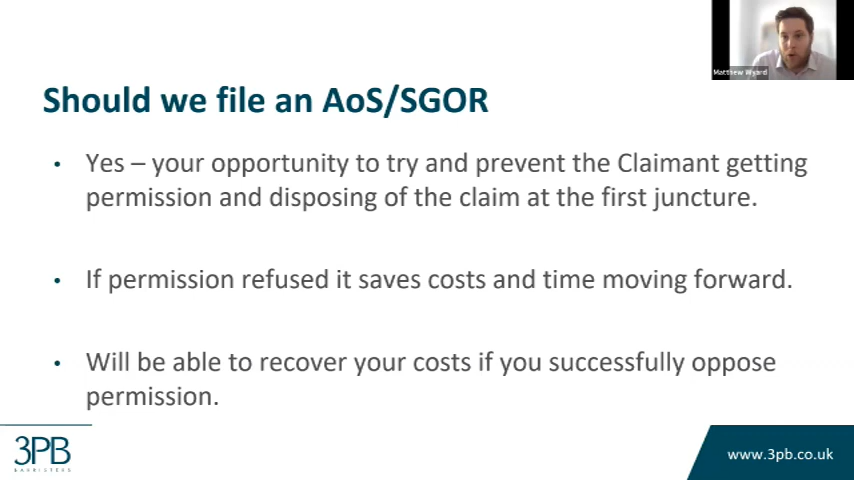 Matthew Wyard
Should we file an AoS/SGOR
• Yes – your opportunity to try and prevent the Claimant getting
permission and disposing of the claim at the first juncture.
• If permission refused it saves costs and time moving forward.
• Will be able to recover your costs if you successfully oppose
permission.
3PB
BARRISTERS
www.3pb.co.uk